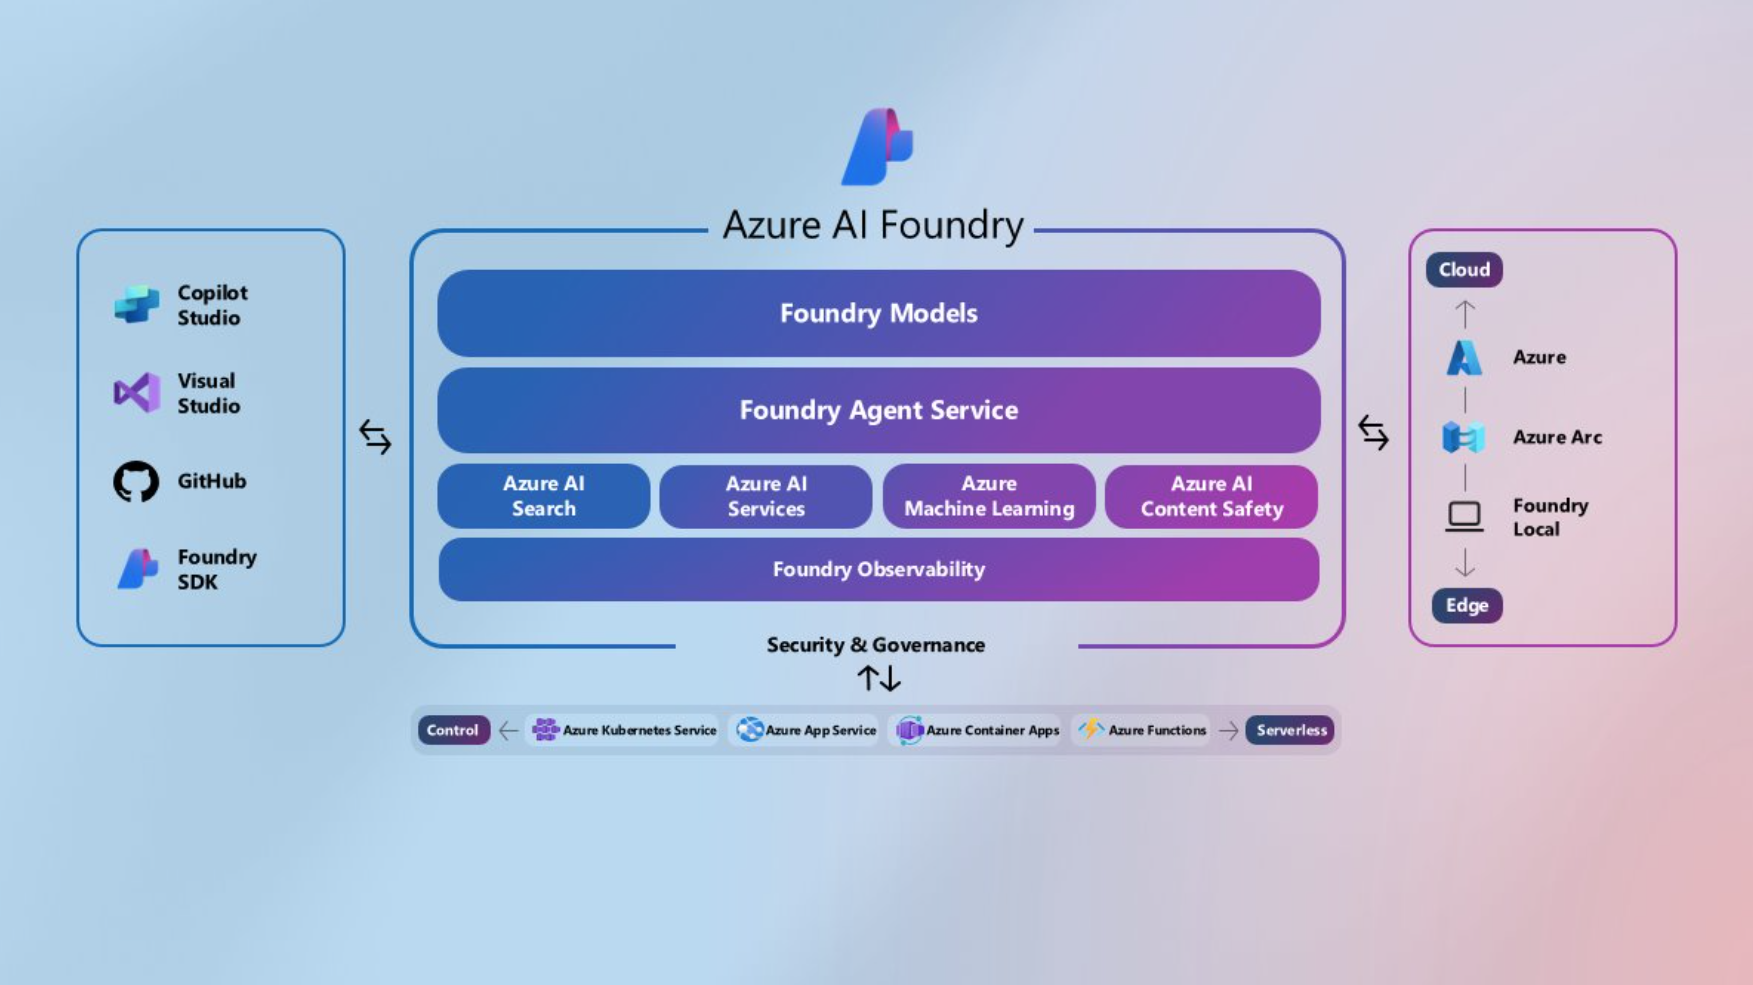 Azure AI Foundry
Copilot
Studio
Visual
Studio
GitHub
Foundry
SDK
Foundry Models
Foundry Agent Service
Azure AI
Search
Azure AI
Services
Azure
Machine Learning
Azure AI
Content Safety
Foundry Observability
Security & Governance
Cloud
Azure
Azure Arc
Foundry
Local
Edge
Control
Azure Kubernetes Service
Azure App Service
Azure Container Apps
Azure Functions
Serverless